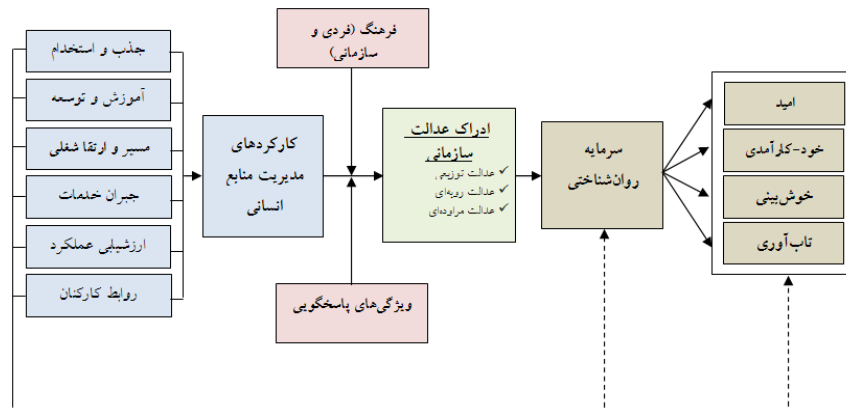 جذب و استخدام
آموزش و توسعه
مسیر و ارتقا شغلی
جبران خدمات
ارزشیابی عملکرد
روابط کارکنان
کارکردهای
مدیریت منابع
انسانی
فرهنگ (فردی و
سازمانی)
ویژگی‌های پاسخگویی
ادراک عدالت
سازمانی
✓ عدالت توزیعی
✓ عدالت رویه‌ای
✓ عدالت مراوده‌ای
سرمایه
روان‌شناختی
امید
خود-کارآمدی
خوش‌بینی
تاب‌آوری